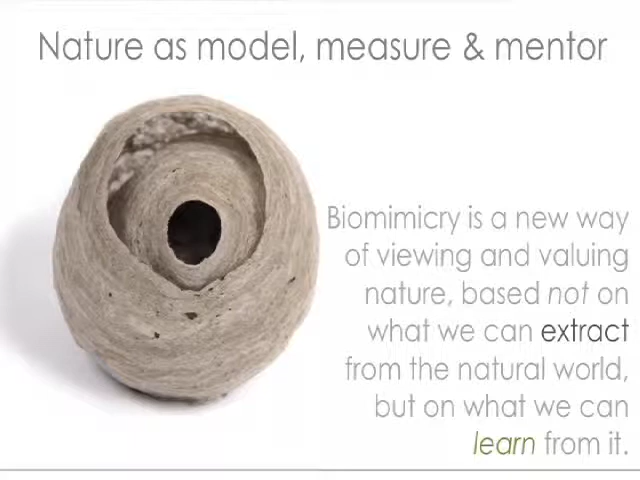 Nature as model, measure & mentor
Biomimicry is a new way
of viewing and valuing
nature, based not on
what we can extract
from the natural world,
but on what we can
learn from it.